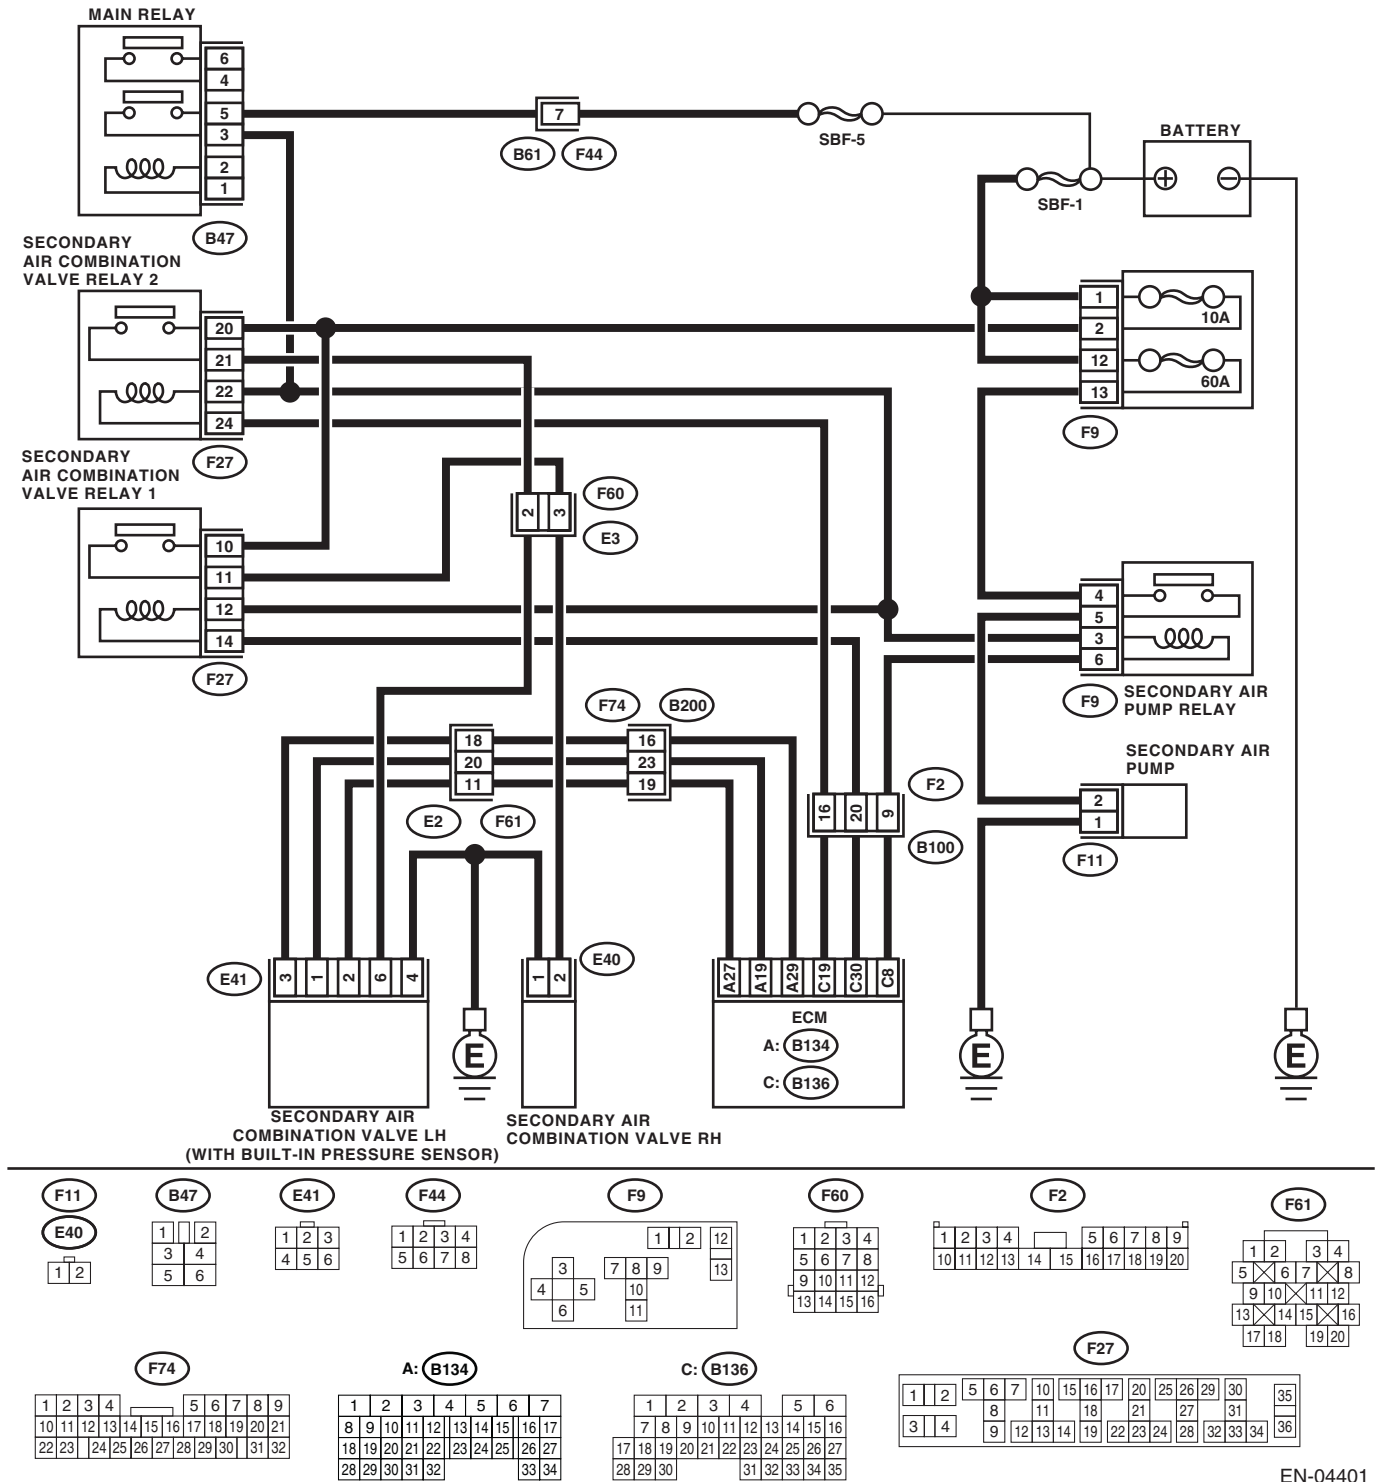 MAIN RELAY
6
4
5
3
2
1
B47
7
B61 F44
SBF-5
SBF-1
BATTERY
SECONDARY
AIR COMBINATION
VALVE RELAY 2
20
21
22
24
F27
1
2
12
13
10A
60A
F9
SECONDARY
AIR COMBINATION
VALVE RELAY 1
10
11
12
14
F27
2 3
F60
E3
4
5
3
6
F9
SECONDARY AIR
PUMP RELAY
F74 B200
18 16
20 23
11 19
E2 F61
SECONDARY AIR
PUMP
2
1
F11
16 20 9
F2
B100
E41
3 1 2 6 4
1 2
E40
A27 A19 A29 C19 C30 C8
ECM
A: B134
C: B136
E E E
SECONDARY AIR
COMBINATION VALVE LH
(WITH BUILT-IN PRESSURE SENSOR)
SECONDARY AIR
COMBINATION VALVE RH
F11
E40
1 2
B47
1 2
3 4
5 6
E41
1 2 3
4 5 6
F44
1 2 3 4
5 6 7 8
F9
1 2 12
13
3 7 8 9
4 5 10
6 11
F60
1 2 3 4
5 6 7 8
9 10 11 12
13 14 15 16
F2
1 2 3 4 5 6 7 8 9
10 11 12 13 14 15 16 17 18 19 20
F61
1 2 3 4
5 6 7 8
9 10 11 12
13 14 15 16
17 18 19 20
F74
1 2 3 4 5 6 7 8 9
10 11 12 13 14 15 16 17 18 19 20 21
22 23 24 25 26 27 28 29 30 31 32
A: B134
1 2 3 4 5 6 7
8 9 10 11 12 13 14 15 16 17
18 19 20 21 22 23 24 25 26 27
28 29 30 31 32 33 34
C: B136
1 2 3 4 5 6
7 8 9 10 11 12 13 14 15 16
17 18 19 20 21 22 23 24 25 26 27
28 29 30 31 32 33 34 35
F27
1 2 5 6 7 10 15 16 17 20 25 26 29 30 35
8 11 18 21 27 31
3 4 9 12 13 14 19 22 23 24 28 32 33 34 36
EN-04401